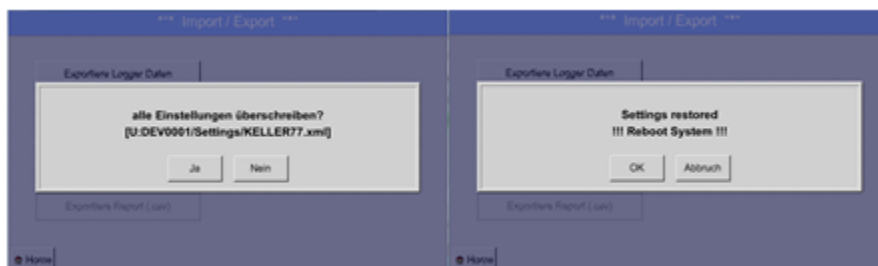 *** Import / Export ***
Exportiere Logger Daten
alle Einstellungen überschreiben?
[U:DEV0001/Settings/KELLER77.xml]
Ja
Nein
Exportiere Report (.csv)
Home
*** Import / Export ***
Exportiere Logger Daten
Settings restored
!!! Reboot System !!!
OK
Abbruch
Exportiere Report (.csv)
Home